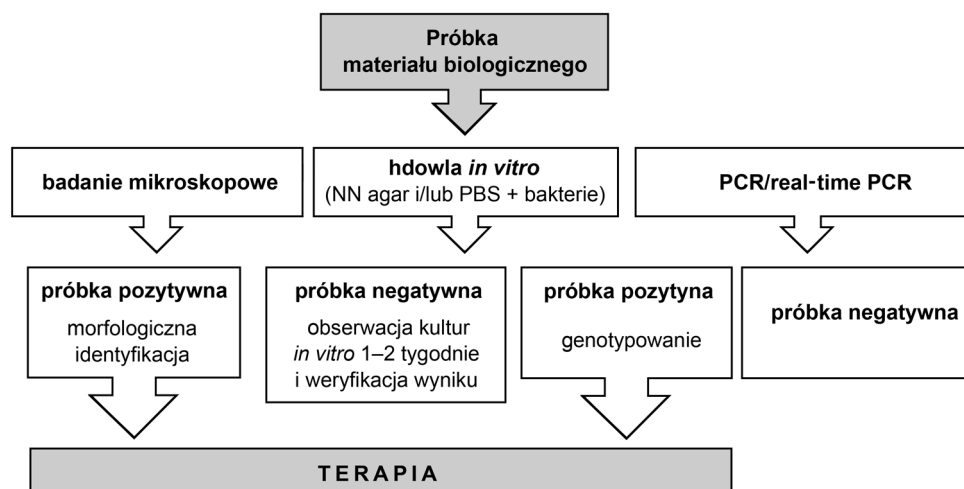 Próbka
materiału biologicznego
badanie mikroskopowe
hdowla in vitro
(NN agar i/lub PBS + bakterie)
PCR/real-time PCR
próbka pozytywna
morfologiczna
identyfikacja
próbka negatywna
obserwacja kultur
in vitro 1–2 tygodnie
i weryfikacja wyniku
próbka pozytyna
genotypowanie
próbka negatywna
TERAPIA